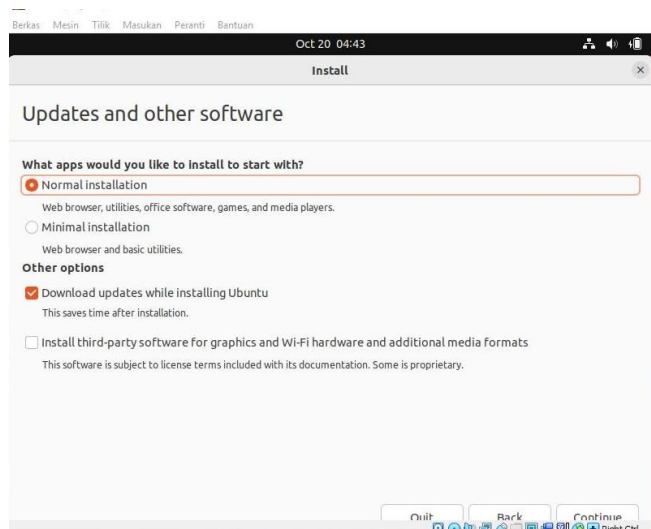 Berkas Mesin Tilik Masukan Peranti Bantuan
Oct 20 04:43
Install
Updates and other software
What apps would you like to install to start with?
Normal installation
Web browser, utilities, office software, games, and media players.
Minimal installation
Web browser and basic utilities.
Other options
Download updates while installing Ubuntu
This saves time after installation.
Install third-party software for graphics and Wi-Fi hardware and additional media formats
This software is subject to license terms included with its documentation. Some is proprietary.
Quit Back Continue
Right Ctrl